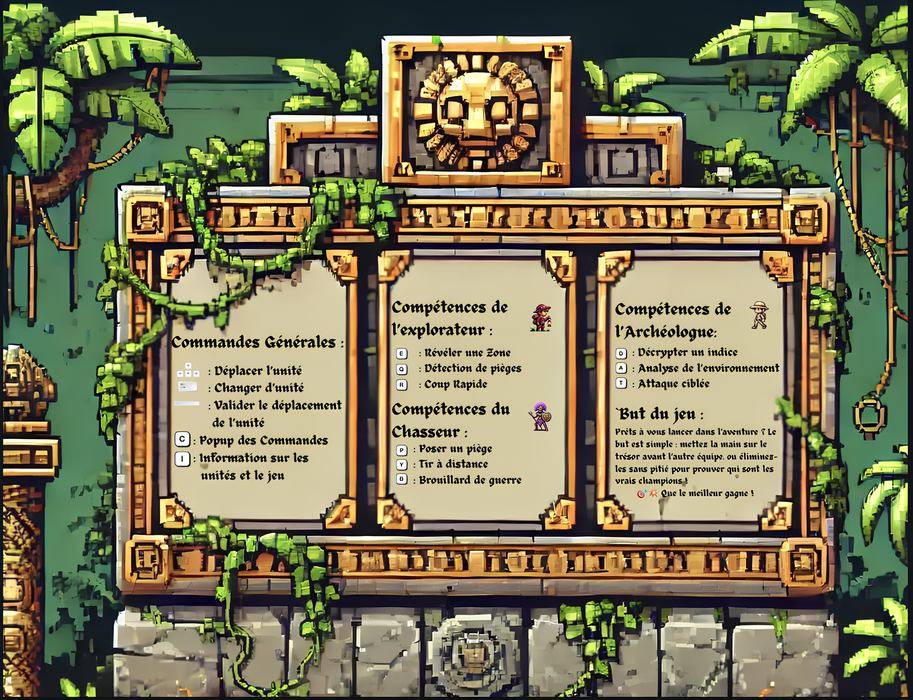 Commandes Générales :
: Déplacer l'unité
: Changer d'unité
: Valider le déplacement
de l'unité
C : Popup des Commandes
I : Information sur les
unités et le jeu
Compétences de
l'explorateur :
E : Révéler une Zone
Q : Détection de pièges
R : Coup Rapide
Compétences du
Chasseur :
P : Poser un piège
Y : Tir à distance
B : Brouillard de guerre
Compétences de
l'Archéologue:
D : Décrypter un indice
A : Analyse de l'environnement
T : Attaque ciblée
But du jeu :
Prêts à vous lancer dans l'aventure ? Le
but est simple : mettez la main sur le
trésor avant l'autre équipe, ou éliminez-
les sans pitié pour prouver qui sont les
vrais champions !
🎯 💥 Que le meilleur gagne !